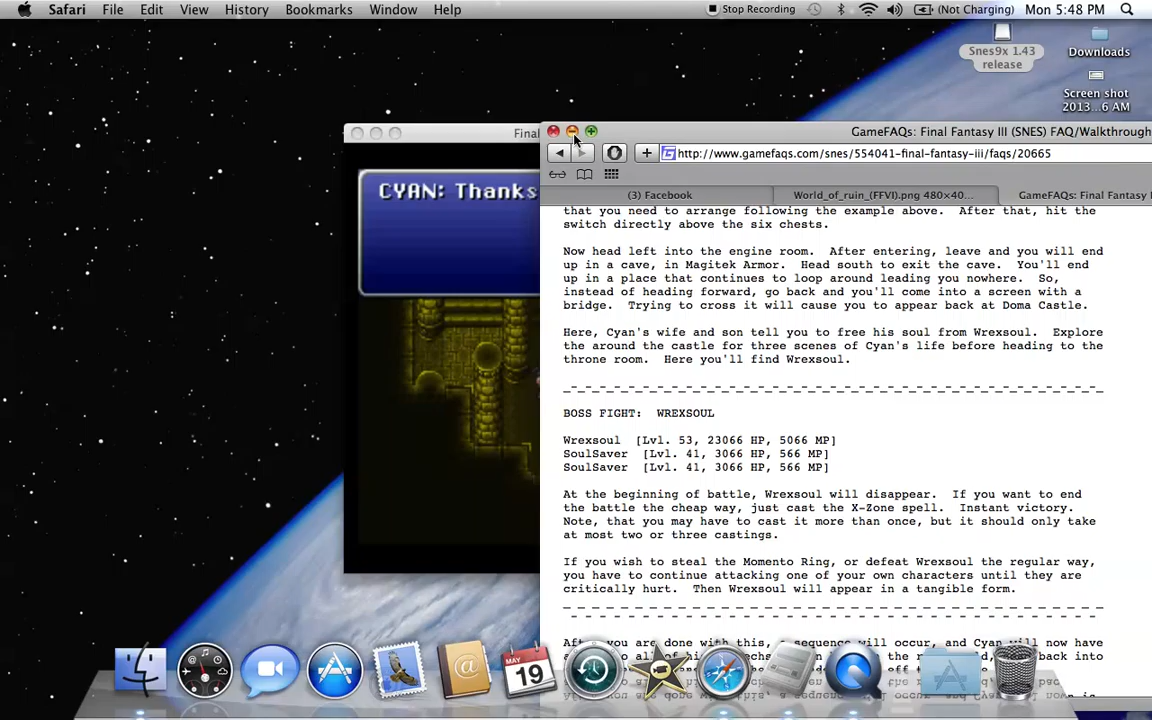 Safari File Edit View History Bookmarks Window Help Stop Recording (Not Charging) Mon 5:48 PM
Snes9x 1.43
release
Downloads
Screen shot
2013...6 AM
Final
CYAN: Thanks
GameFAQs: Final Fantasy III (SNES) FAQ/Walkthrough
http://www.gamefaqs.com/snes/554041-final-fantasy-iii/faqs/20665
(3) Facebook World_of_ruin_(FFVI).png 480×40... GameFAQs: Final Fantasy I
that you need to arrange following the example above. After that, hit the
switch directly above the six chests.
Now head left into the engine room. After entering, leave and you will end
up in a cave, in Magitek Armor. Head south to exit the cave. You'll end
up in a place that continues to loop around leading you nowhere. So,
instead of heading forward, go back and you'll come into a screen with a
bridge. Trying to cross it will cause you to appear back at Doma Castle.
Here, Cyan's wife and son tell you to free his soul from Wrexsoul. Explore
the around the castle for three scenes of Cyan's life before heading to the
throne room. Here you'll find Wrexsoul.
BOSS FIGHT: WREXSOUL
Wrexsoul [Lvl. 53, 23066 HP, 5066 MP]
SoulSaver [Lvl. 41, 3066 HP, 566 MP]
SoulSaver [Lvl. 41, 3066 HP, 566 MP]
At the beginning of battle, Wrexsoul will disappear. If you want to end
the battle the cheap way, just cast the X-Zone spell. Instant victory.
Note, that you may have to cast it more than once, but it should only take
at most two or three castings.
If you wish to steal the Momento Ring, or defeat Wrexsoul the regular way,
you have to continue attacking one of your own characters until they are
critically hurt. Then Wrexsoul will appear in a tangible form.
After you are done with this, a sequence will occur, and Cyan will now have
MAY
19